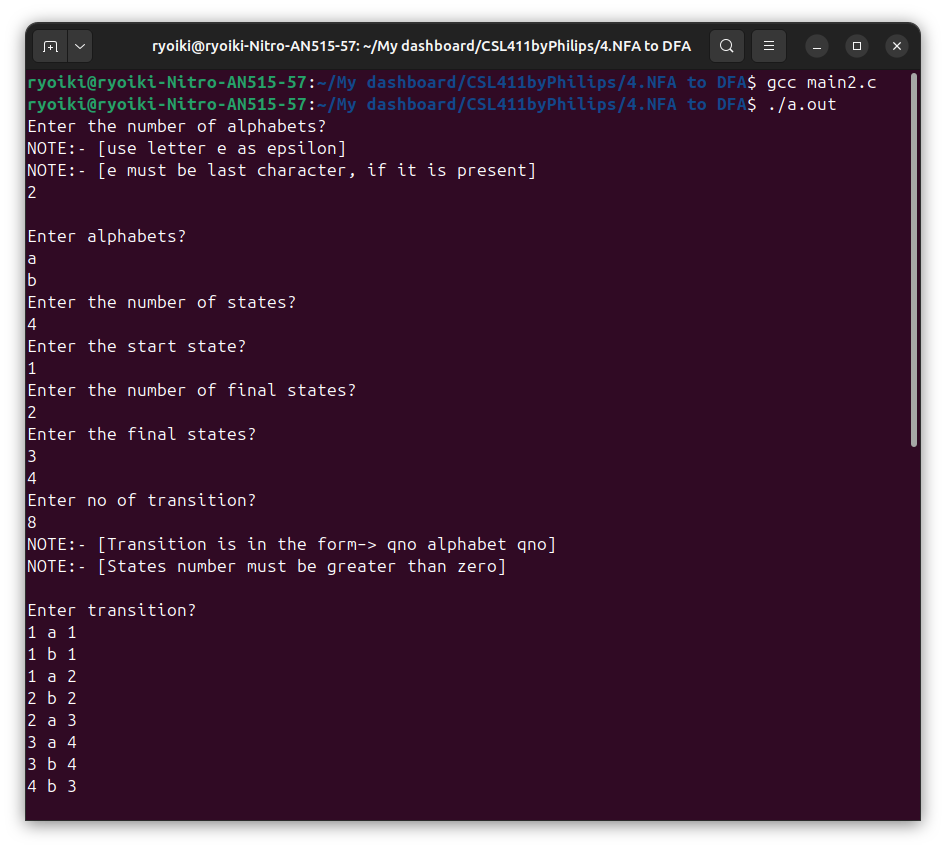 ryoiki@ryoiki-Nitro-AN515-57: ~/My dashboard/CSL411byPhilips/4.NFA to DFA
ryoiki@ryoiki-Nitro-AN515-57:~/My dashboard/CSL411byPhilips/4.NFA to DFA$ gcc main2.c
ryoiki@ryoiki-Nitro-AN515-57:~/My dashboard/CSL411byPhilips/4.NFA to DFA$ ./a.out
Enter the number of alphabets?
NOTE:- [use letter e as epsilon]
NOTE:- [e must be last character, if it is present]
2
Enter alphabets?
a
b
Enter the number of states?
4
Enter the start state?
1
Enter the number of final states?
2
Enter the final states?
3
4
Enter no of transition?
8
NOTE:- [Transition is in the form-> qno alphabet qno]
NOTE:- [States number must be greater than zero]
Enter transition?
1 a 1
1 b 1
1 a 2
2 b 2
2 a 3
3 a 4
3 b 4
4 b 3